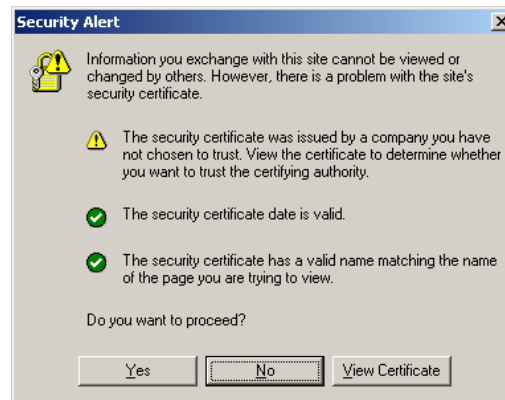 Security Alert
Information you exchange with this site cannot be viewed or
changed by others. However, there is a problem with the site's
security certificate.
The security certificate was issued by a company you have
not chosen to trust. View the certificate to determine whether
you want to trust the certifying authority.
The security certificate date is valid.
The security certificate has a valid name matching the name
of the page you are trying to view.
Do you want to proceed?
Yes No View Certificate